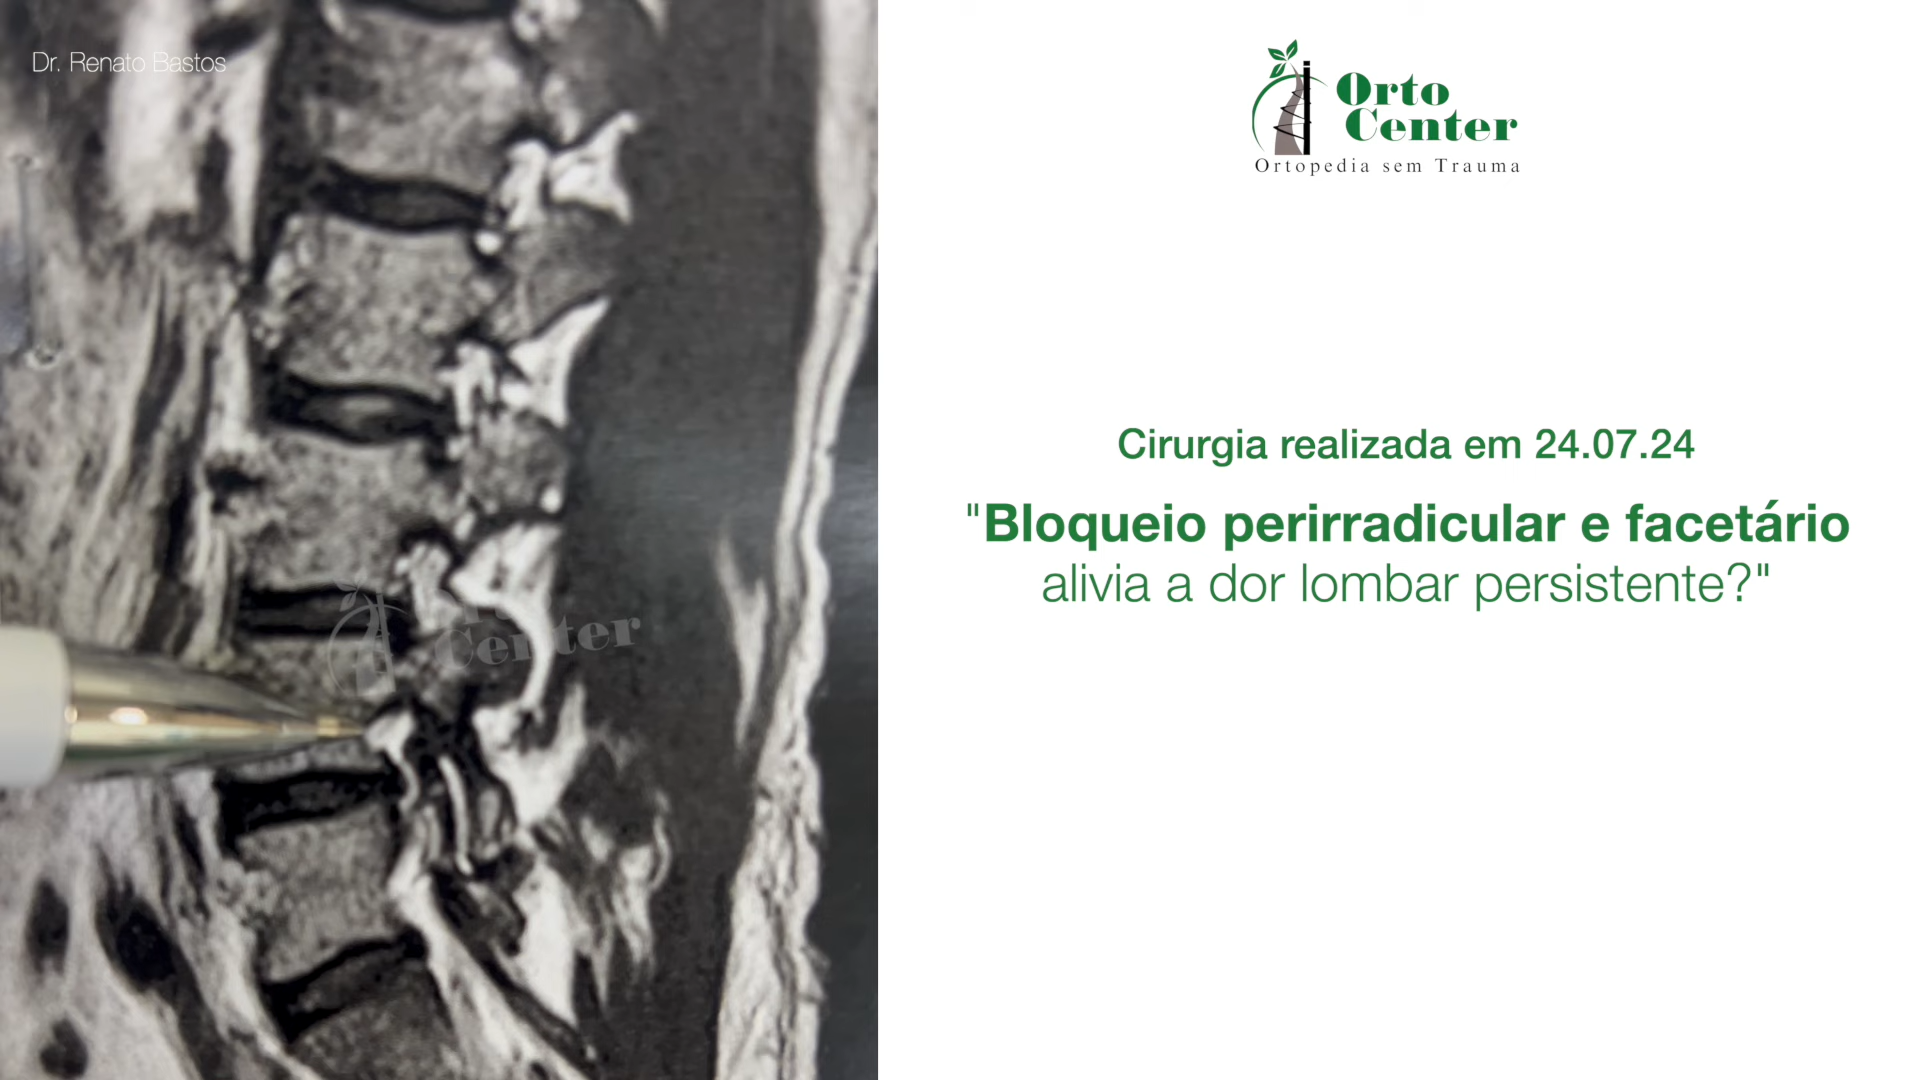 Dr. Renato Bastos
Orto
Center
Ortopedia sem Trauma
Cirurgia realizada em 24.07.24
"Bloqueio perirradicular e facetário
alivia a dor lombar persistente?"
Center